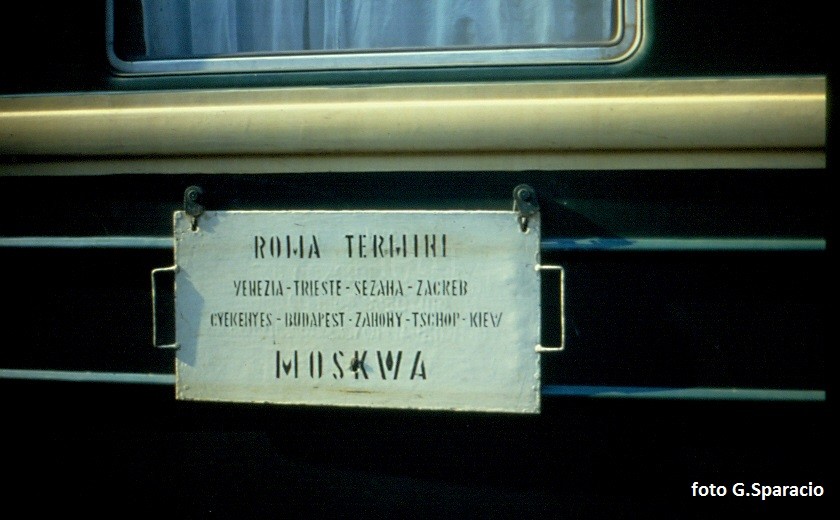 ROMA TERMINI
VENEZIA-TRIESTE-SEZANA-ZAGREB
GYEKENYES-BUDAPEST-ZAHONY-TSCHOP-KIEW
MOSKWA
foto G.Sparacio